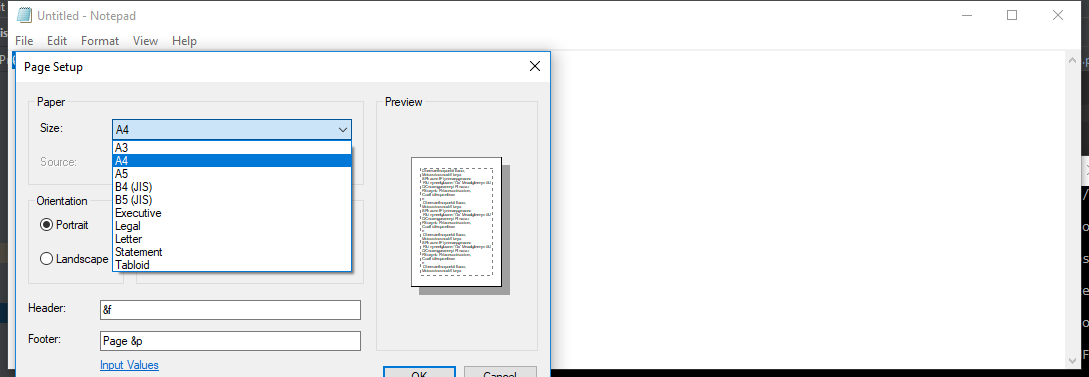 Untitled - Notepad
File Edit Format View Help
Page Setup
Paper
Size: A4
A3
A4
A5
B4 (JIS)
B5 (JIS)
Executive
Legal
Letter
Statement
Tabloid
Source:
Orientation
Portrait
Landscape
Preview
Header: &f
Footer: Page &p
Input Values
OK Cancel